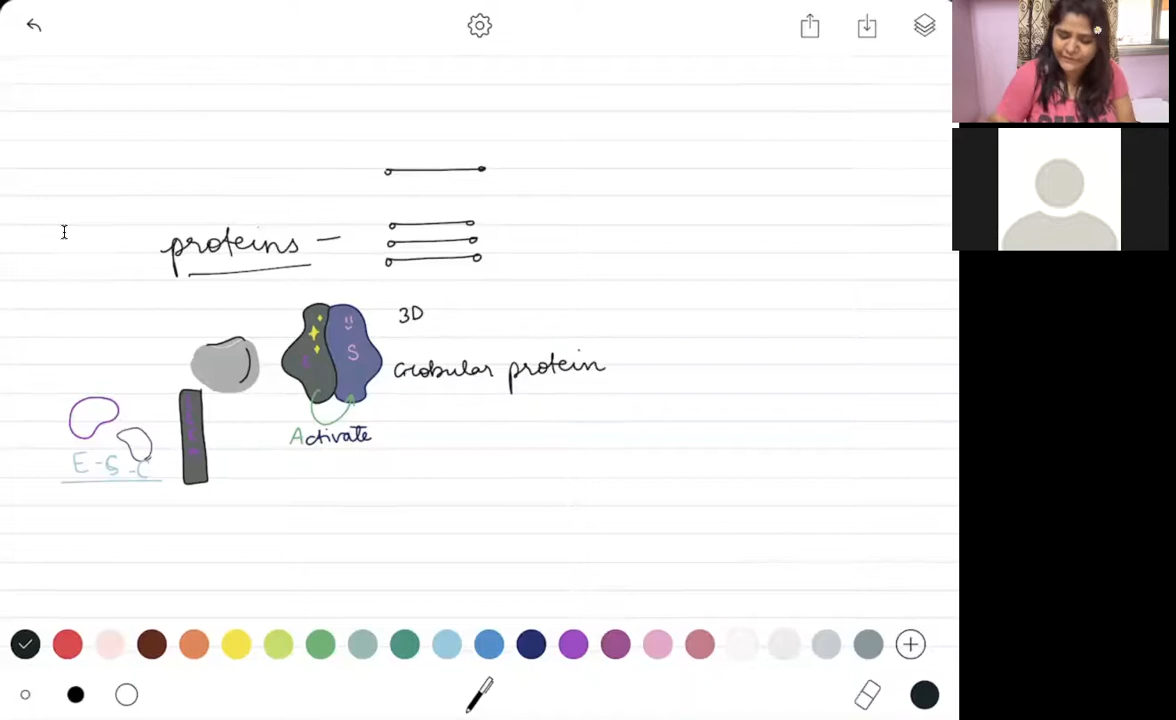 proteins -
3D
S
Globular protein
Activate
E-S-C